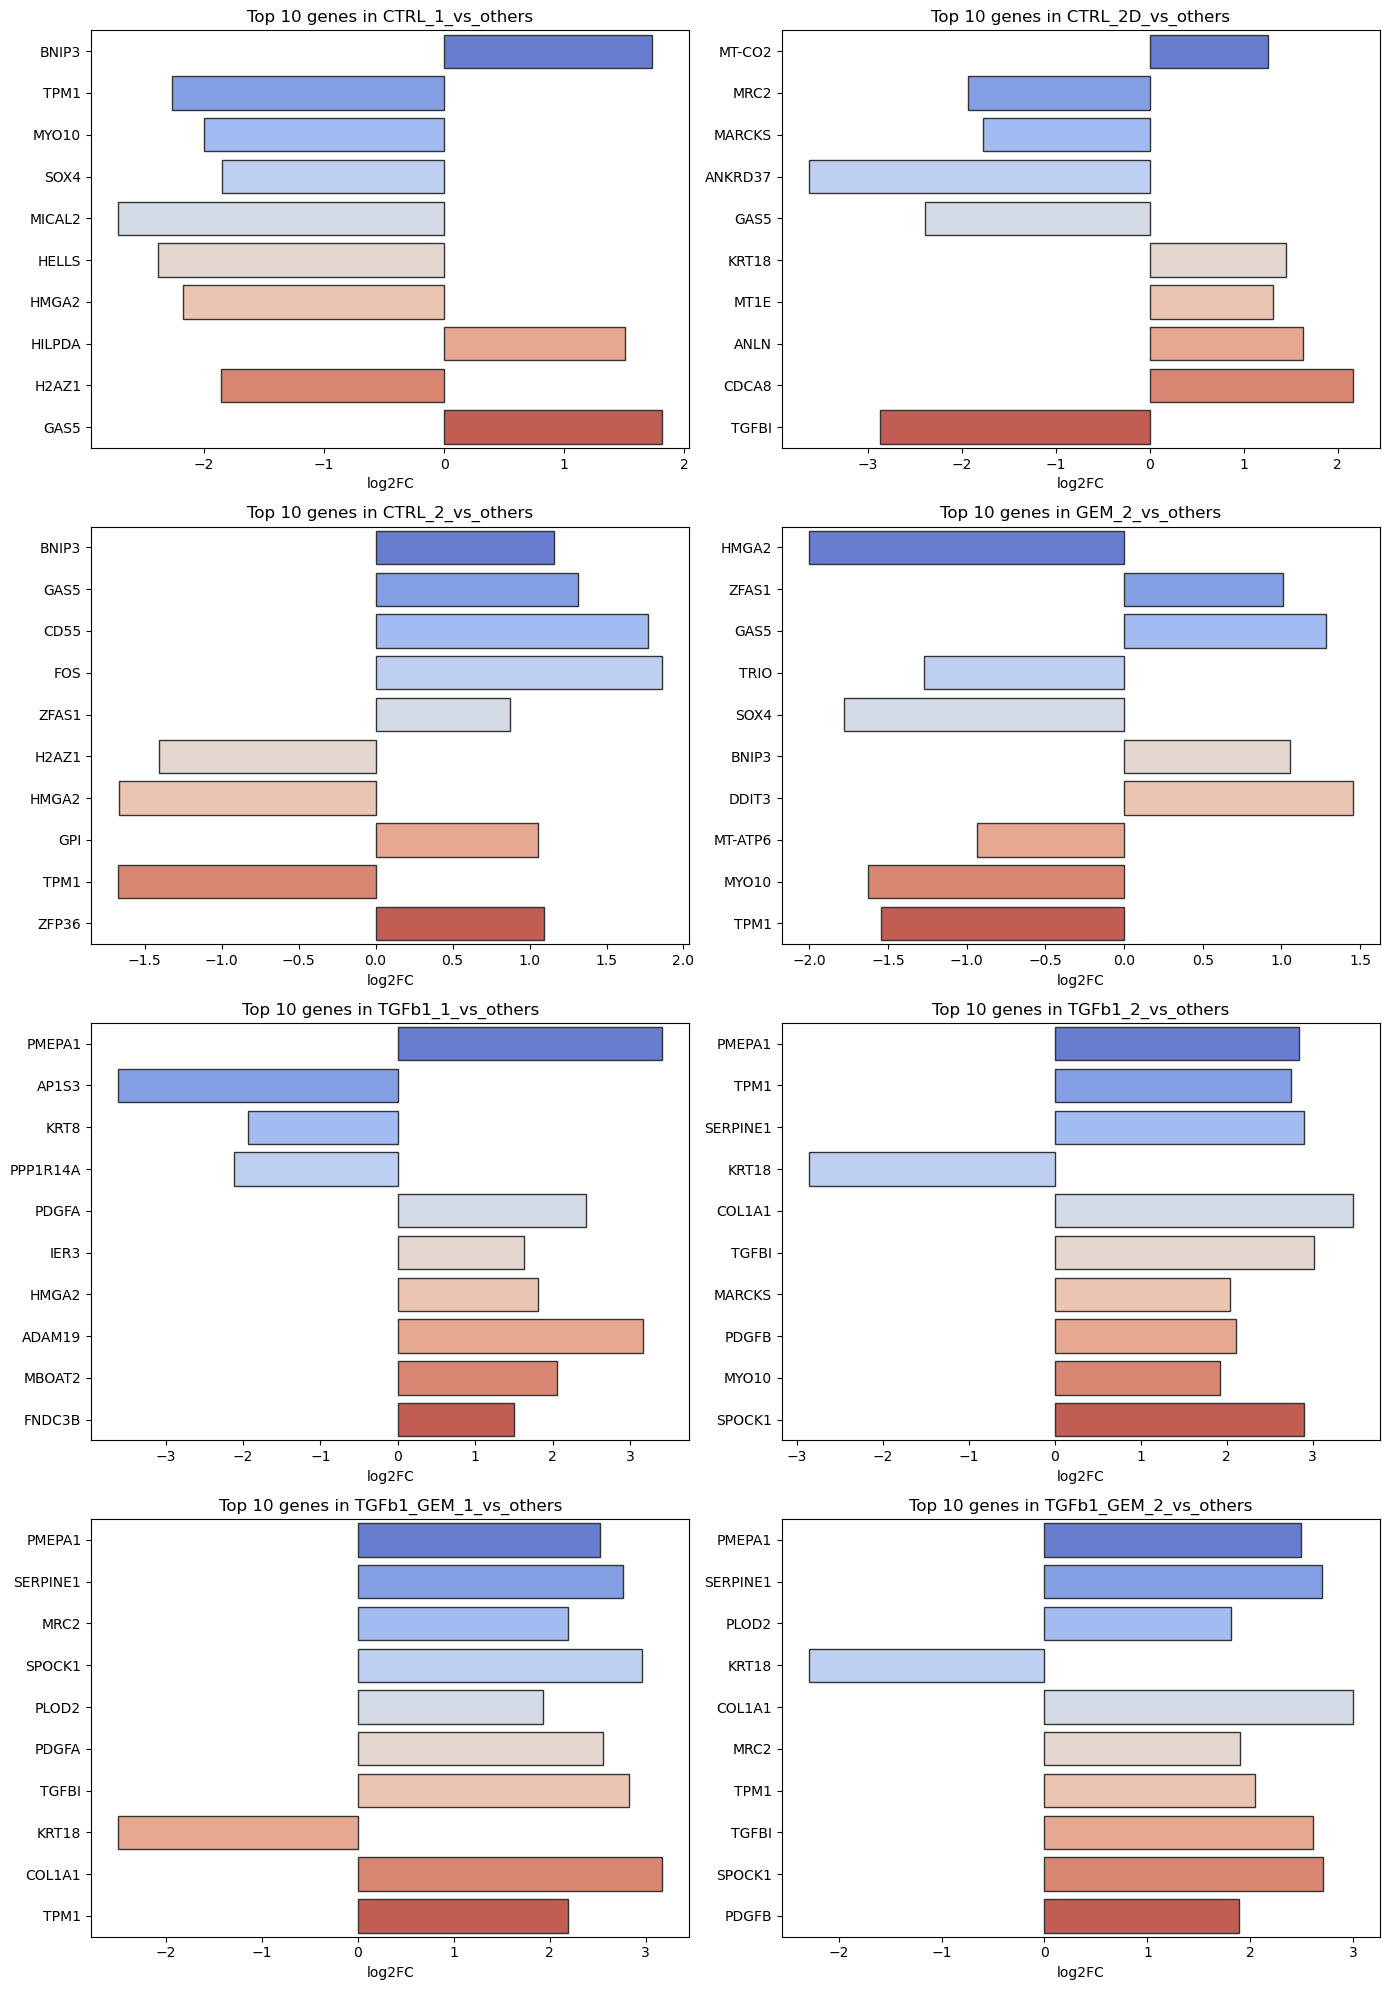 Top 10 genes in CTRL_1_vs_others
BNIP3
TPM1
MYO10
SOX4
MICAL2
HELLS
HMGA2
HILPDA
H2AZ1
GAS5
−2 −1 0 1 2
log2FC
Top 10 genes in CTRL_2D_vs_others
MT-CO2
MRC2
MARCKS
ANKRD37
GAS5
KRT18
MT1E
ANLN
CDCA8
TGFBI
−3 −2 −1 0 1 2
log2FC
Top 10 genes in CTRL_2_vs_others
BNIP3
GAS5
CD55
FOS
ZFAS1
H2AZ1
HMGA2
GPI
TPM1
ZFP36
−1.5 −1.0 −0.5 0.0 0.5 1.0 1.5 2.0
log2FC
Top 10 genes in GEM_2_vs_others
HMGA2
ZFAS1
GAS5
TRIO
SOX4
BNIP3
DDIT3
MT-ATP6
MYO10
TPM1
−2.0 −1.5 −1.0 −0.5 0.0 0.5 1.0 1.5
log2FC
Top 10 genes in TGFb1_1_vs_others
PMEPA1
AP1S3
KRT8
PPP1R14A
PDGFA
IER3
HMGA2
ADAM19
MBOAT2
FNDC3B
−3 −2 −1 0 1 2 3
log2FC
Top 10 genes in TGFb1_2_vs_others
PMEPA1
TPM1
SERPINE1
KRT18
COL1A1
TGFBI
MARCKS
PDGFB
MYO10
SPOCK1
−3 −2 −1 0 1 2 3
log2FC
Top 10 genes in TGFb1_GEM_1_vs_others
PMEPA1
SERPINE1
MRC2
SPOCK1
PLOD2
PDGFA
TGFBI
KRT18
COL1A1
TPM1
−2 −1 0 1 2 3
log2FC
Top 10 genes in TGFb1_GEM_2_vs_others
PMEPA1
SERPINE1
PLOD2
KRT18
COL1A1
MRC2
TPM1
TGFBI
SPOCK1
PDGFB
−2 −1 0 1 2 3
log2FC